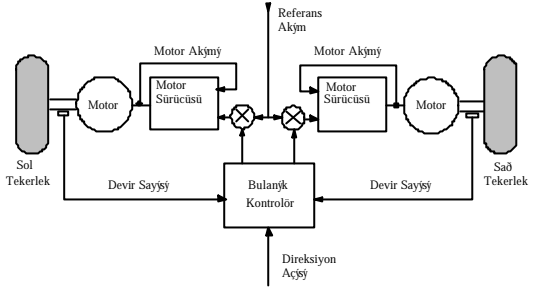 Referans
Akým
Motor Akýmý
Motor Akýmý
Motor
Motor
Sürücüsü
Motor
Sürücüsü
Motor
Sol
Tekerlek
Sað
Tekerlek
Devir Sayýsý
Bulanýk
Kontrolör
Devir Sayýsý
Direksiyon
Açýsý